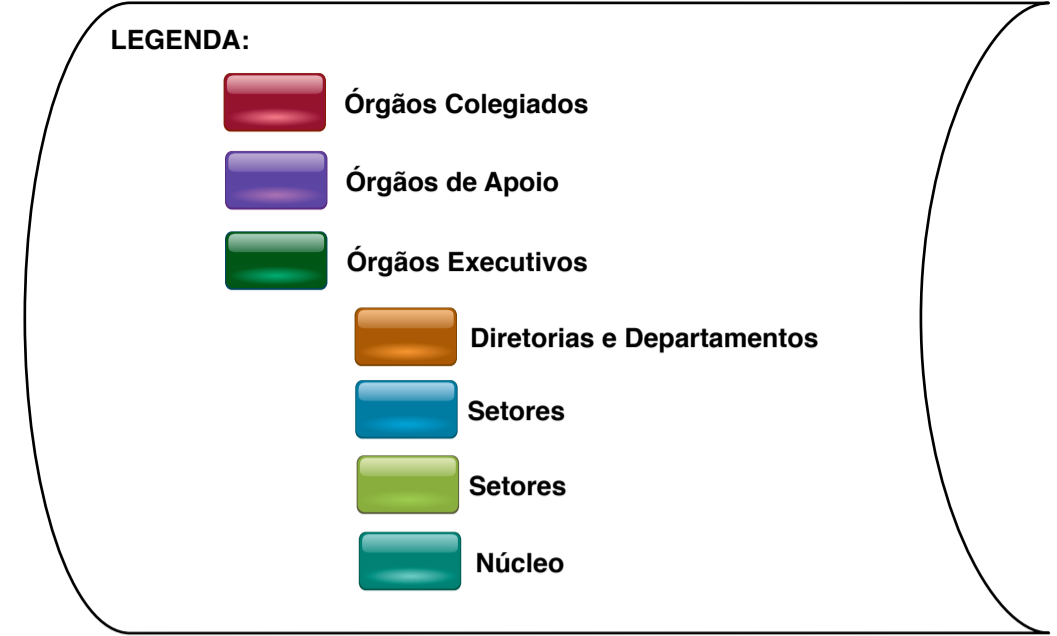 LEGENDA:
Órgãos Colegiados
Órgãos de Apoio
Órgãos Executivos
Diretorias e Departamentos
Setores
Setores
Núcleo